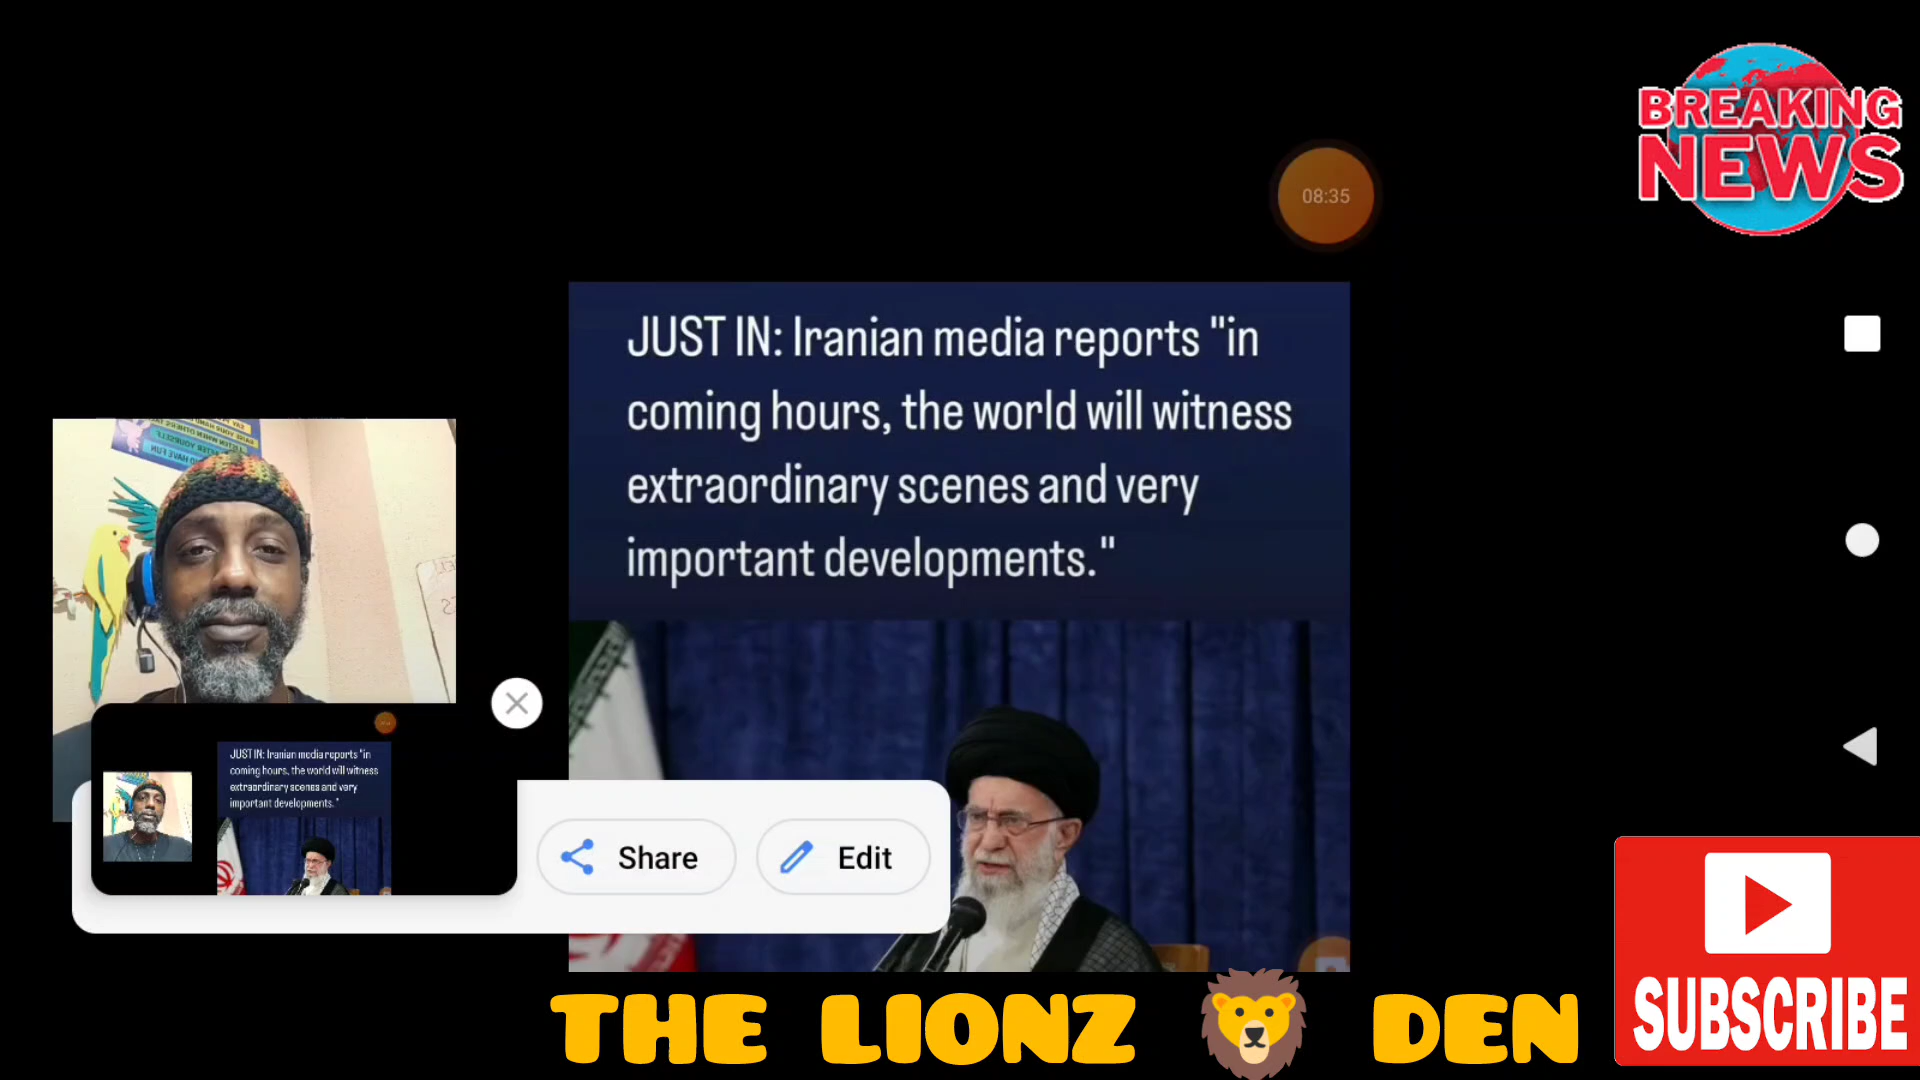 BREAKING
NEWS
08:35
JUST IN: Iranian media reports "in
coming hours, the world will witness
extraordinary scenes and very
important developments."
JUST IN: Iranian media reports "in
coming hours, the world will witness
extraordinary scenes and very
important developments."
Share
Edit
THE LIONZ DEN
SUBSCRIBE